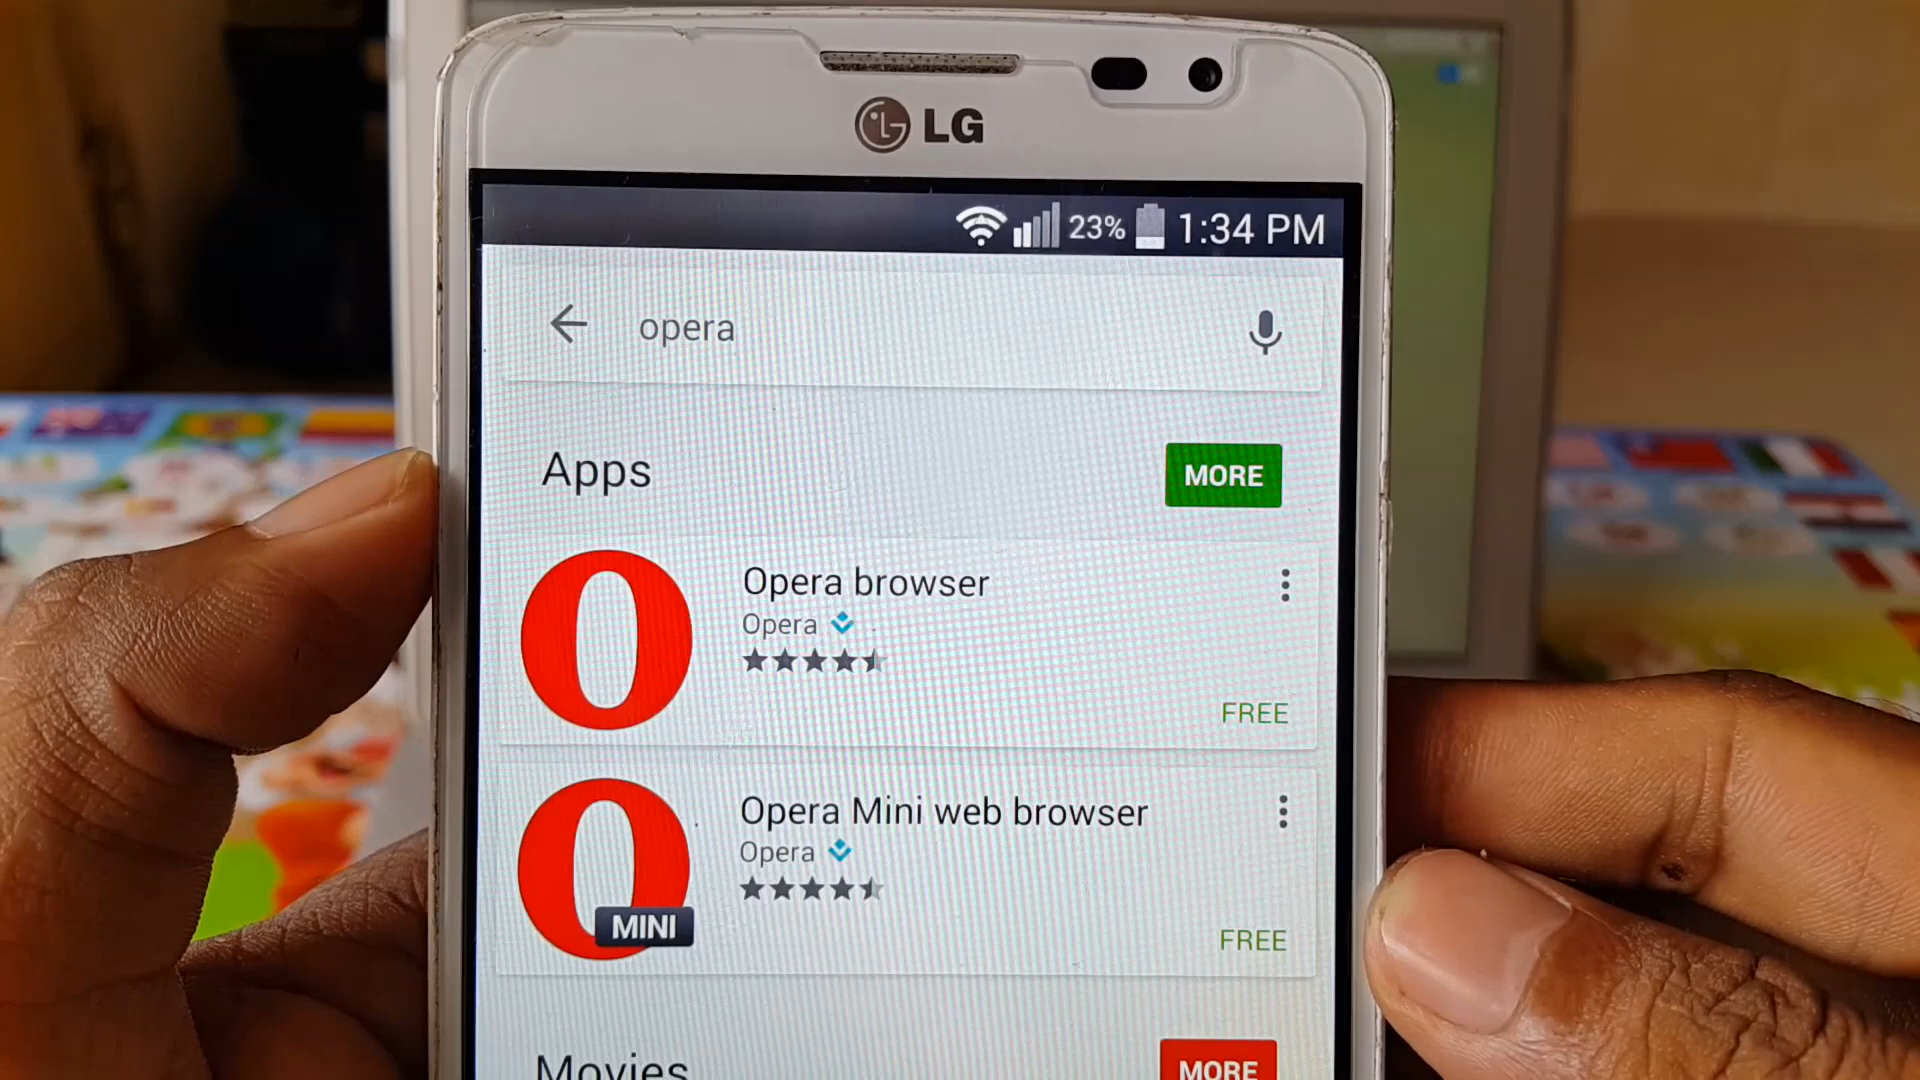 LG
23% 1:34 PM
opera
Apps MORE
Opera browser
Opera
FREE
Opera Mini web browser
Opera
MINI
FREE
Movies MORE